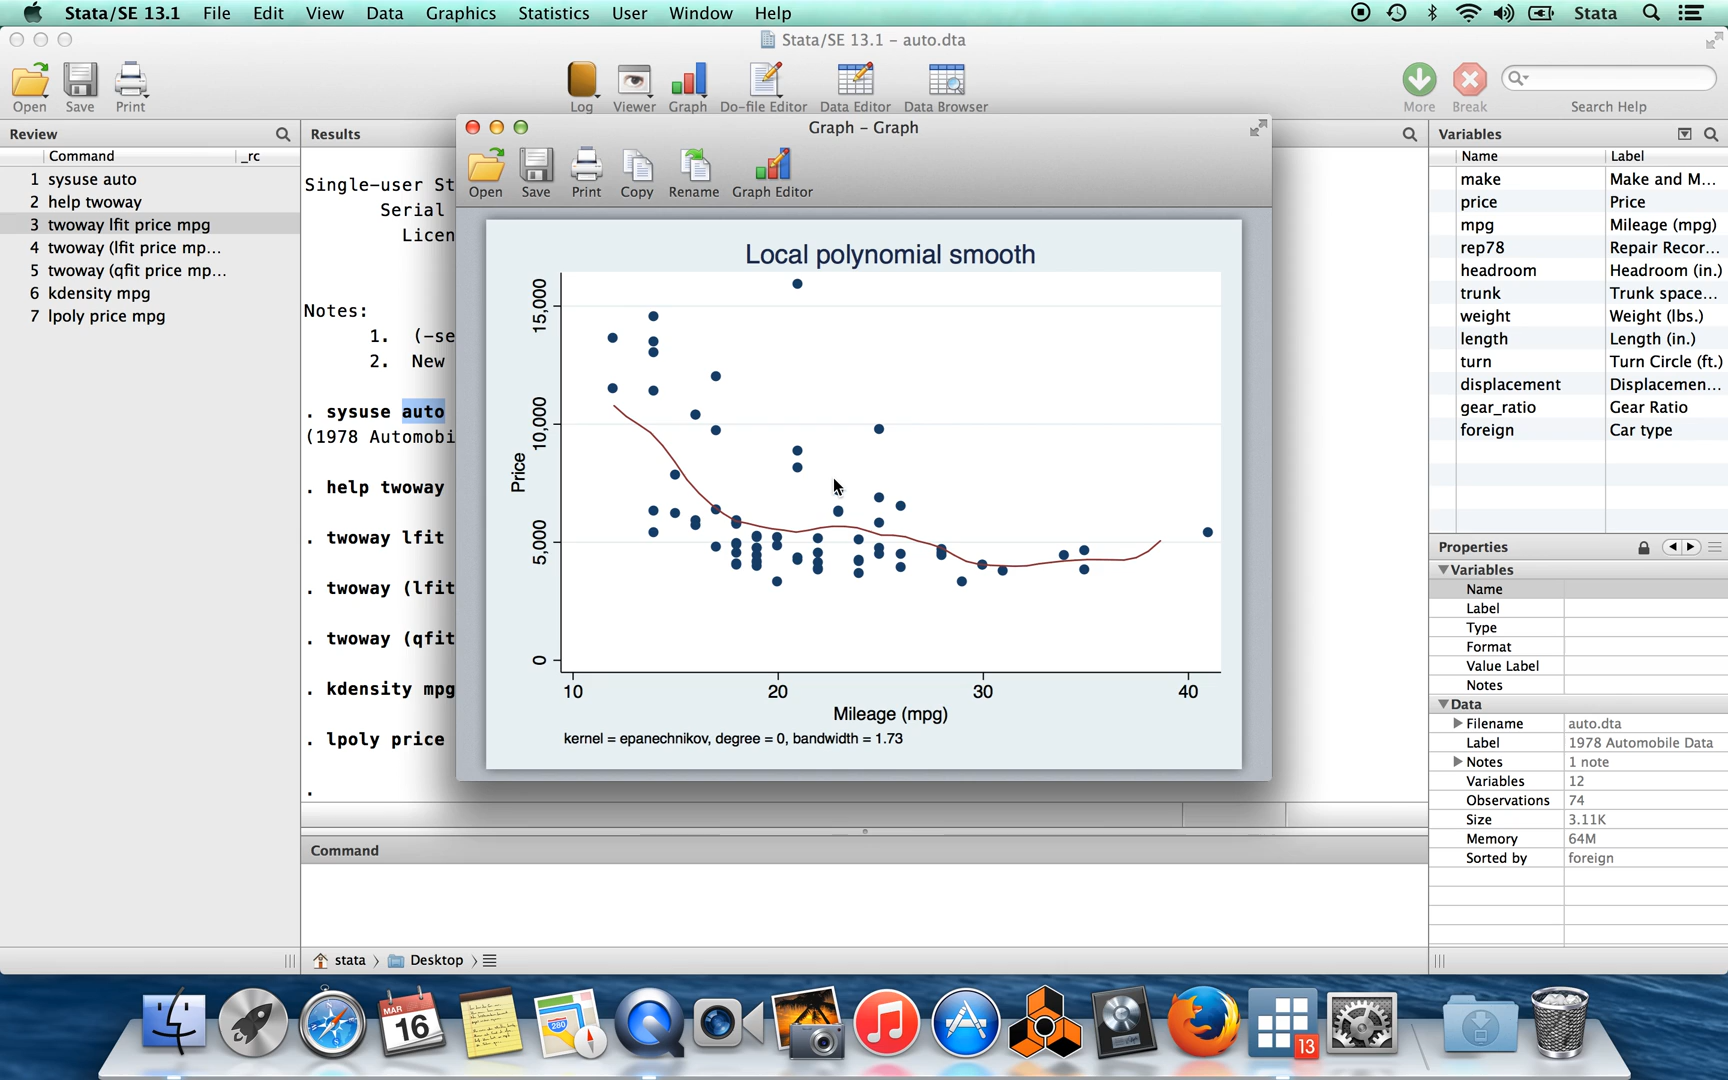 Stata/SE 13.1 File Edit View Data Graphics Statistics User Window Help Stata
Stata/SE 13.1 – auto.dta
Open Save Print Log Viewer Graph Do-file Editor Data Editor Data Browser More Break Search Help
Review
Command _rc
1 sysuse auto
2 help twoway
3 twoway lfit price mpg
4 twoway (lfit price mp...
5 twoway (qfit price mp...
6 kdensity mpg
7 lpoly price mpg
Results
Single-user St
Serial
Licen
Notes:
1. (-se
2. New
. sysuse auto
(1978 Automobi
. help twoway
. twoway lfit
. twoway (lfit
. twoway (qfit
. kdensity mpg
. lpoly price
.
Graph – Graph
Open Save Print Copy Rename Graph Editor
Local polynomial smooth
15,000
10,000
5,000
0
Price
10 20 30 40
Mileage (mpg)
kernel = epanechnikov, degree = 0, bandwidth = 1.73
Command
stata Desktop
Variables
Name Label
make Make and M...
price Price
mpg Mileage (mpg)
rep78 Repair Recor...
headroom Headroom (in.)
trunk Trunk space...
weight Weight (lbs.)
length Length (in.)
turn Turn Circle (ft.)
displacement Displacemen...
gear_ratio Gear Ratio
foreign Car type
Properties
Variables
Name
Label
Type
Format
Value Label
Notes
Data
Filename auto.dta
Label 1978 Automobile Data
Notes 1 note
Variables 12
Observations 74
Size 3.11K
Memory 64M
Sorted by foreign
MAR
16
280
13